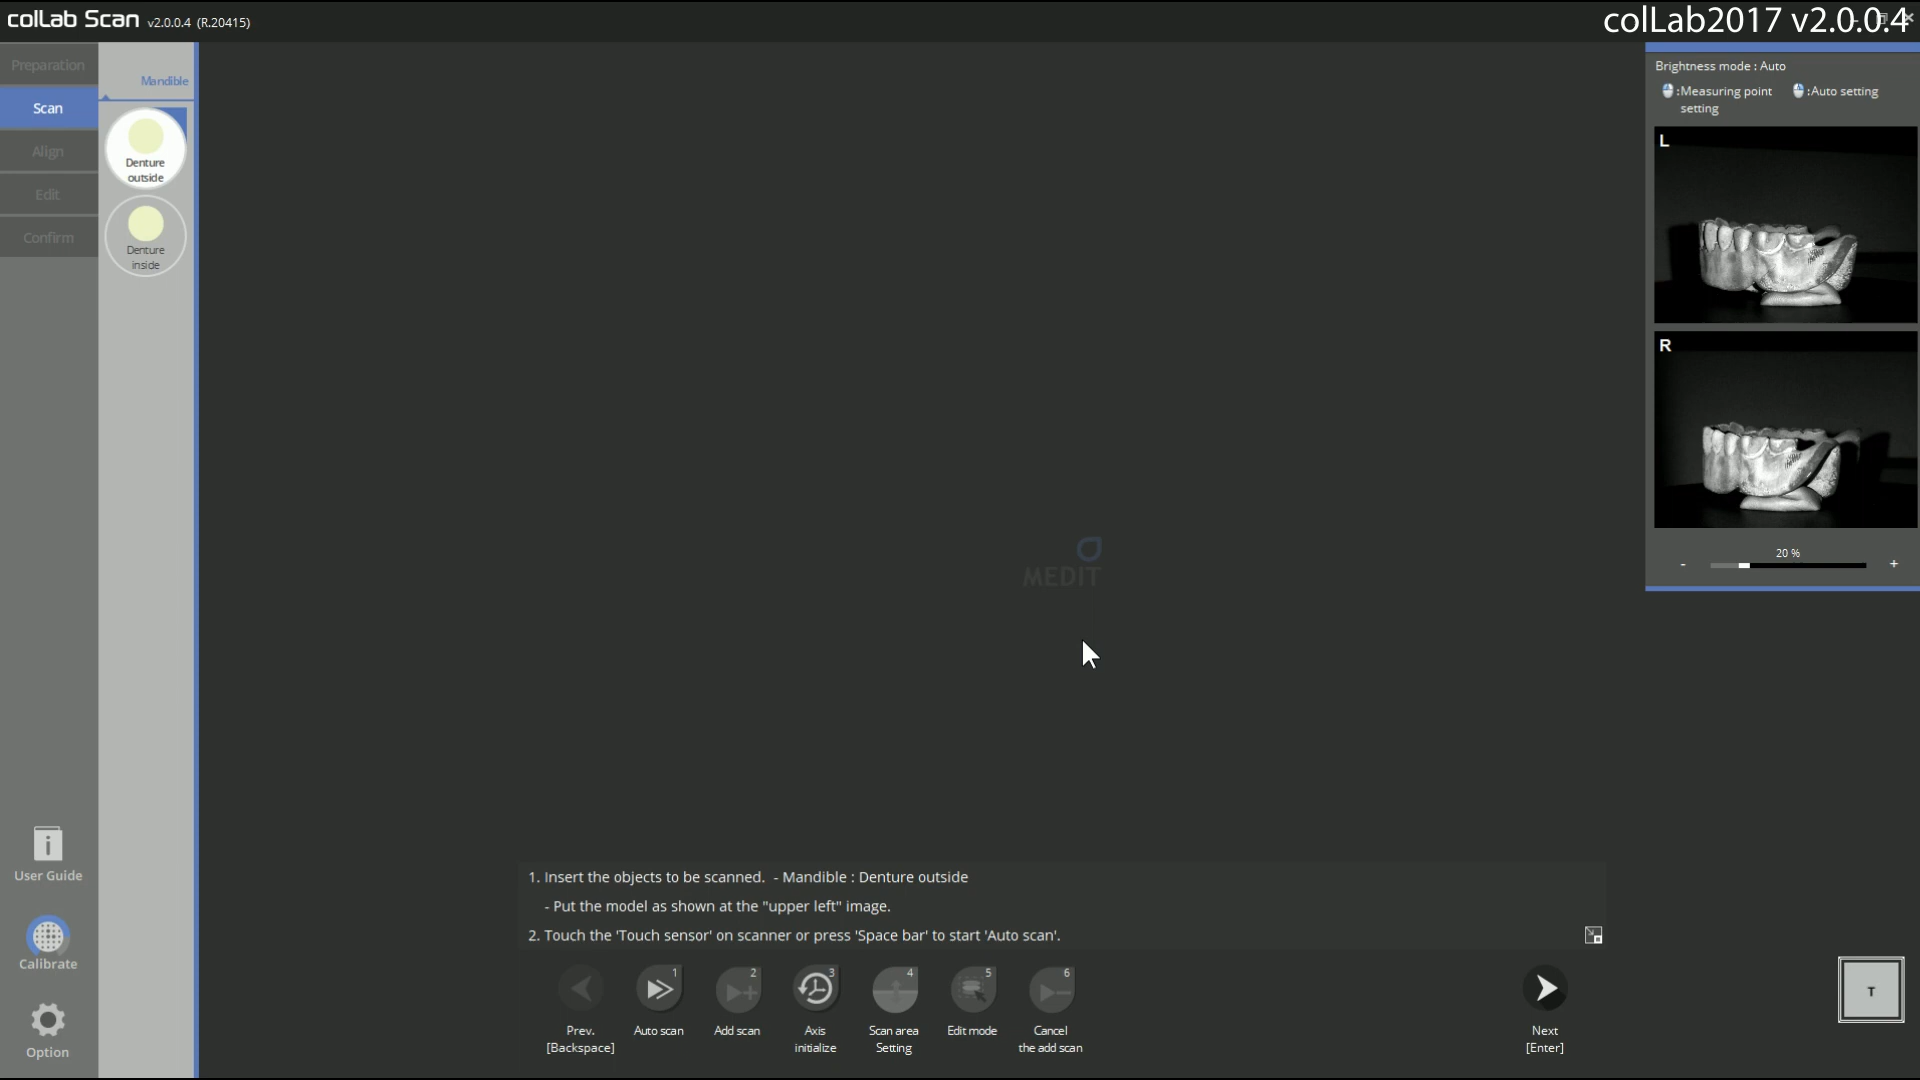 colLab Scan v2.0.0.4 (R.20415)
colLab2017 v2.0.0.4
Preparation
Scan
Align
Edit
Confirm
Mandible
Denture
outside
Denture
inside
Brightness mode : Auto
:Measuring point
setting
:Auto setting
L
R
20 %
- +
MEDIT
1. Insert the objects to be scanned.  - Mandible : Denture outside
- Put the model as shown at the "upper left" image.
2. Touch the 'Touch sensor' on scanner or press 'Space bar' to start 'Auto scan'.
Prev.
[Backspace]
1
Auto scan
2
Add scan
3
Axis
initialize
4
Scan area
Setting
5
Edit mode
6
Cancel
the add scan
Next
[Enter]
T
User Guide
Calibrate
Option